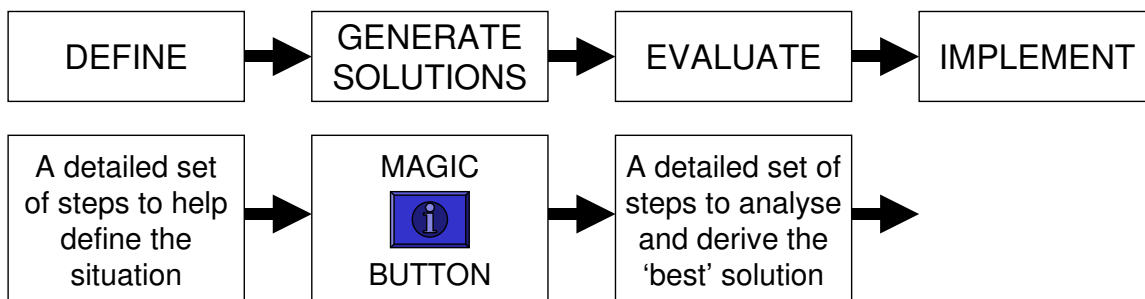 DEFINE
GENERATE
SOLUTIONS
EVALUATE
IMPLEMENT
A detailed set
of steps to help
define the
situation
MAGIC
i
BUTTON
A detailed set of
steps to analyse
and derive the
‘best’ solution